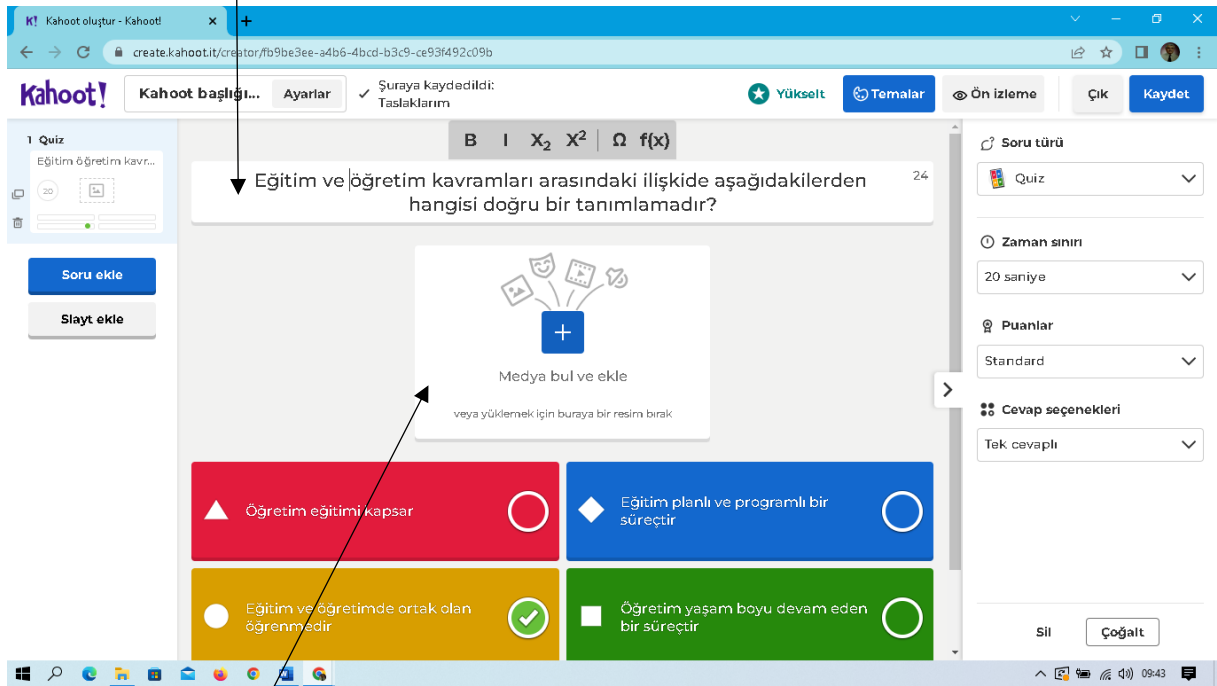 K! Kahoot oluştur - Kahoot!
create.kahoot.it/creator/fb9be3ee-a4b6-4bcd-b3c9-ce93f492c09b
Kahoot!
Kahoot başlığı...
Ayarlar
Şuraya kaydedildi:
Taslaklarım
Yükselt
Temalar
Ön izleme
Çık
Kaydet
1 Quiz
Eğitim öğretim kavr...
20
Soru ekle
Slayt ekle
B I X2 X2 Ω f(x)
Eğitim ve öğretim kavramları arasındaki ilişkide aşağıdakilerden
hangisi doğru bir tanımlamadır?
24
Medya bul ve ekle
veya yüklemek için buraya bir resim bırak
Öğretim eğitimi kapsar
Eğitim planlı ve programlı bir
süreçtir
Eğitim ve öğretimde ortak olan
öğrenmedir
Öğretim yaşam boyu devam eden
bir süreçtir
Soru türü
Quiz
Zaman sınırı
20 saniye
Puanlar
Standard
Cevap seçenekleri
Tek cevaplı
Sil
Çoğalt
09:43